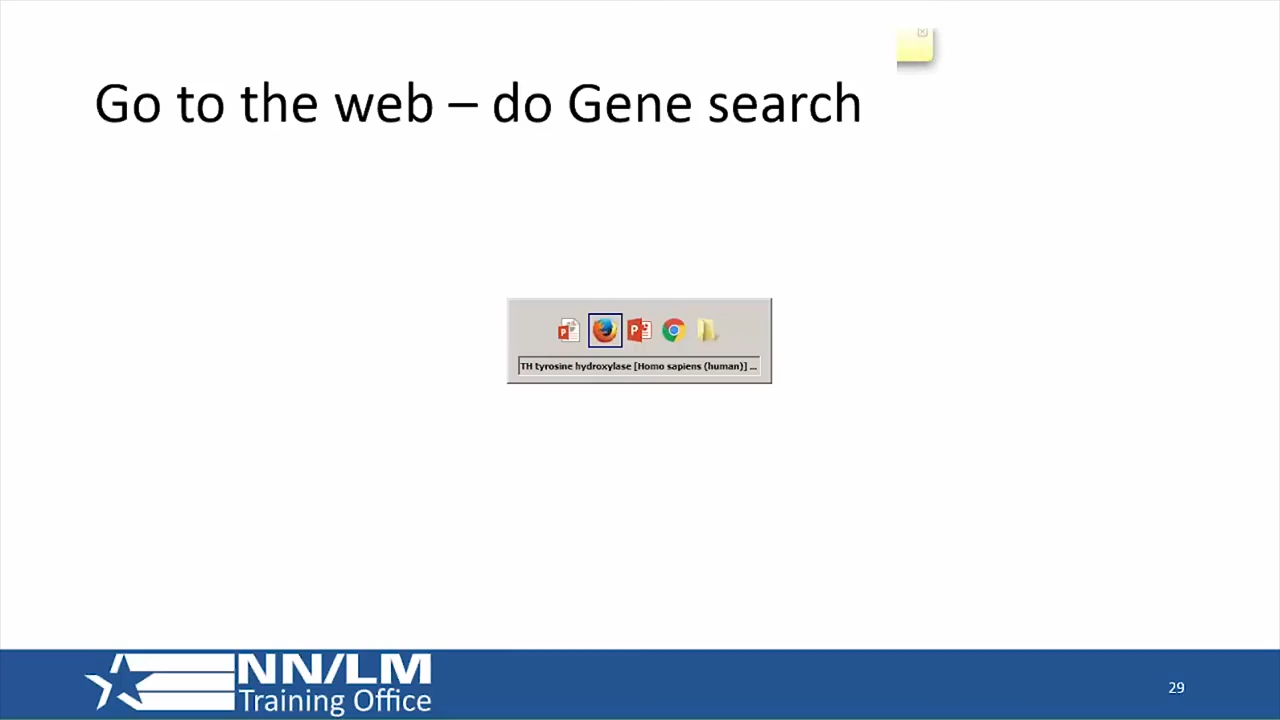 Go to the web – do Gene search
TH tyrosine hydroxylase [Homo sapiens (human)] ...
NN/LM
Training Office
29